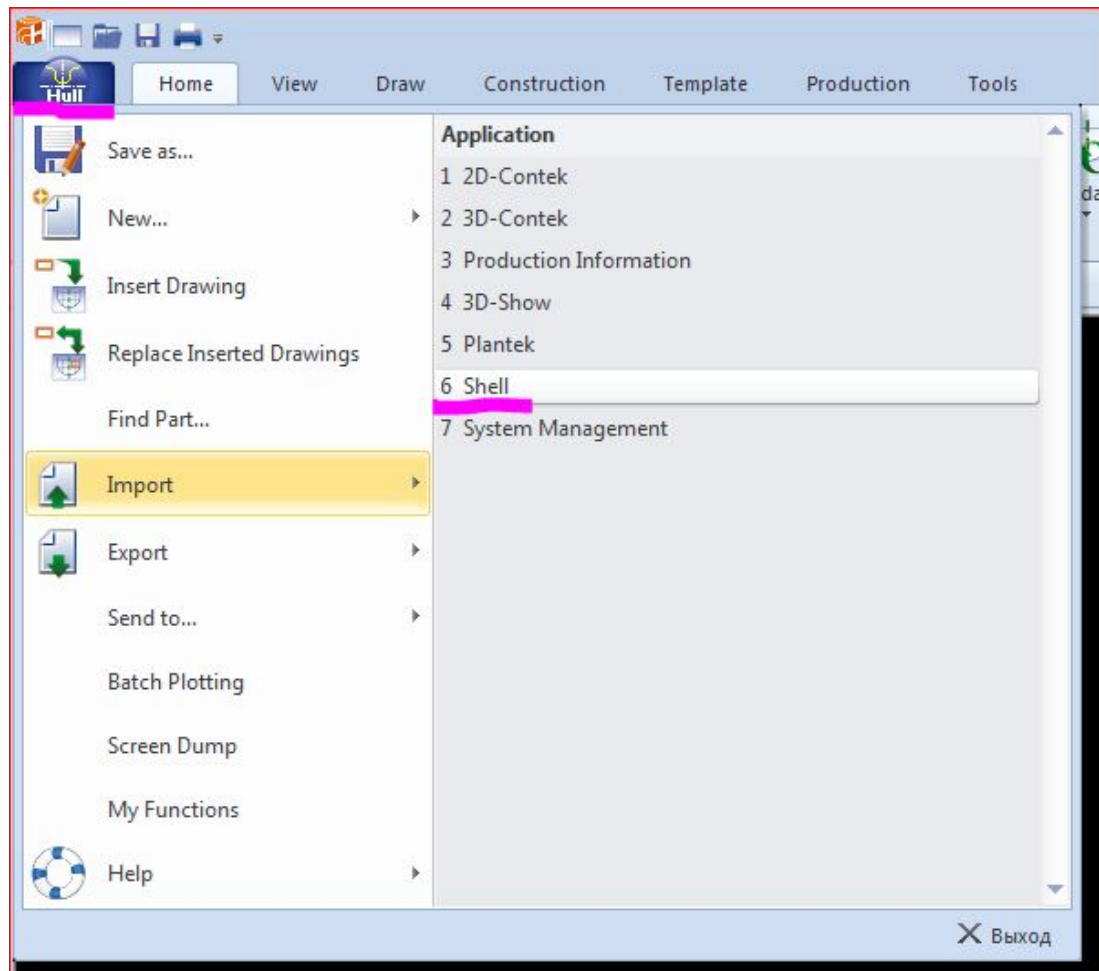 Hull
Home View Draw Construction Template Production Tools
Save as...
New...
Insert Drawing
Replace Inserted Drawings
Find Part...
Import
Export
Send to...
Batch Plotting
Screen Dump
My Functions
Help
Application
1 2D-Contek
2 3D-Contek
3 Production Information
4 3D-Show
5 Plantek
6 Shell
7 System Management
da
Выход